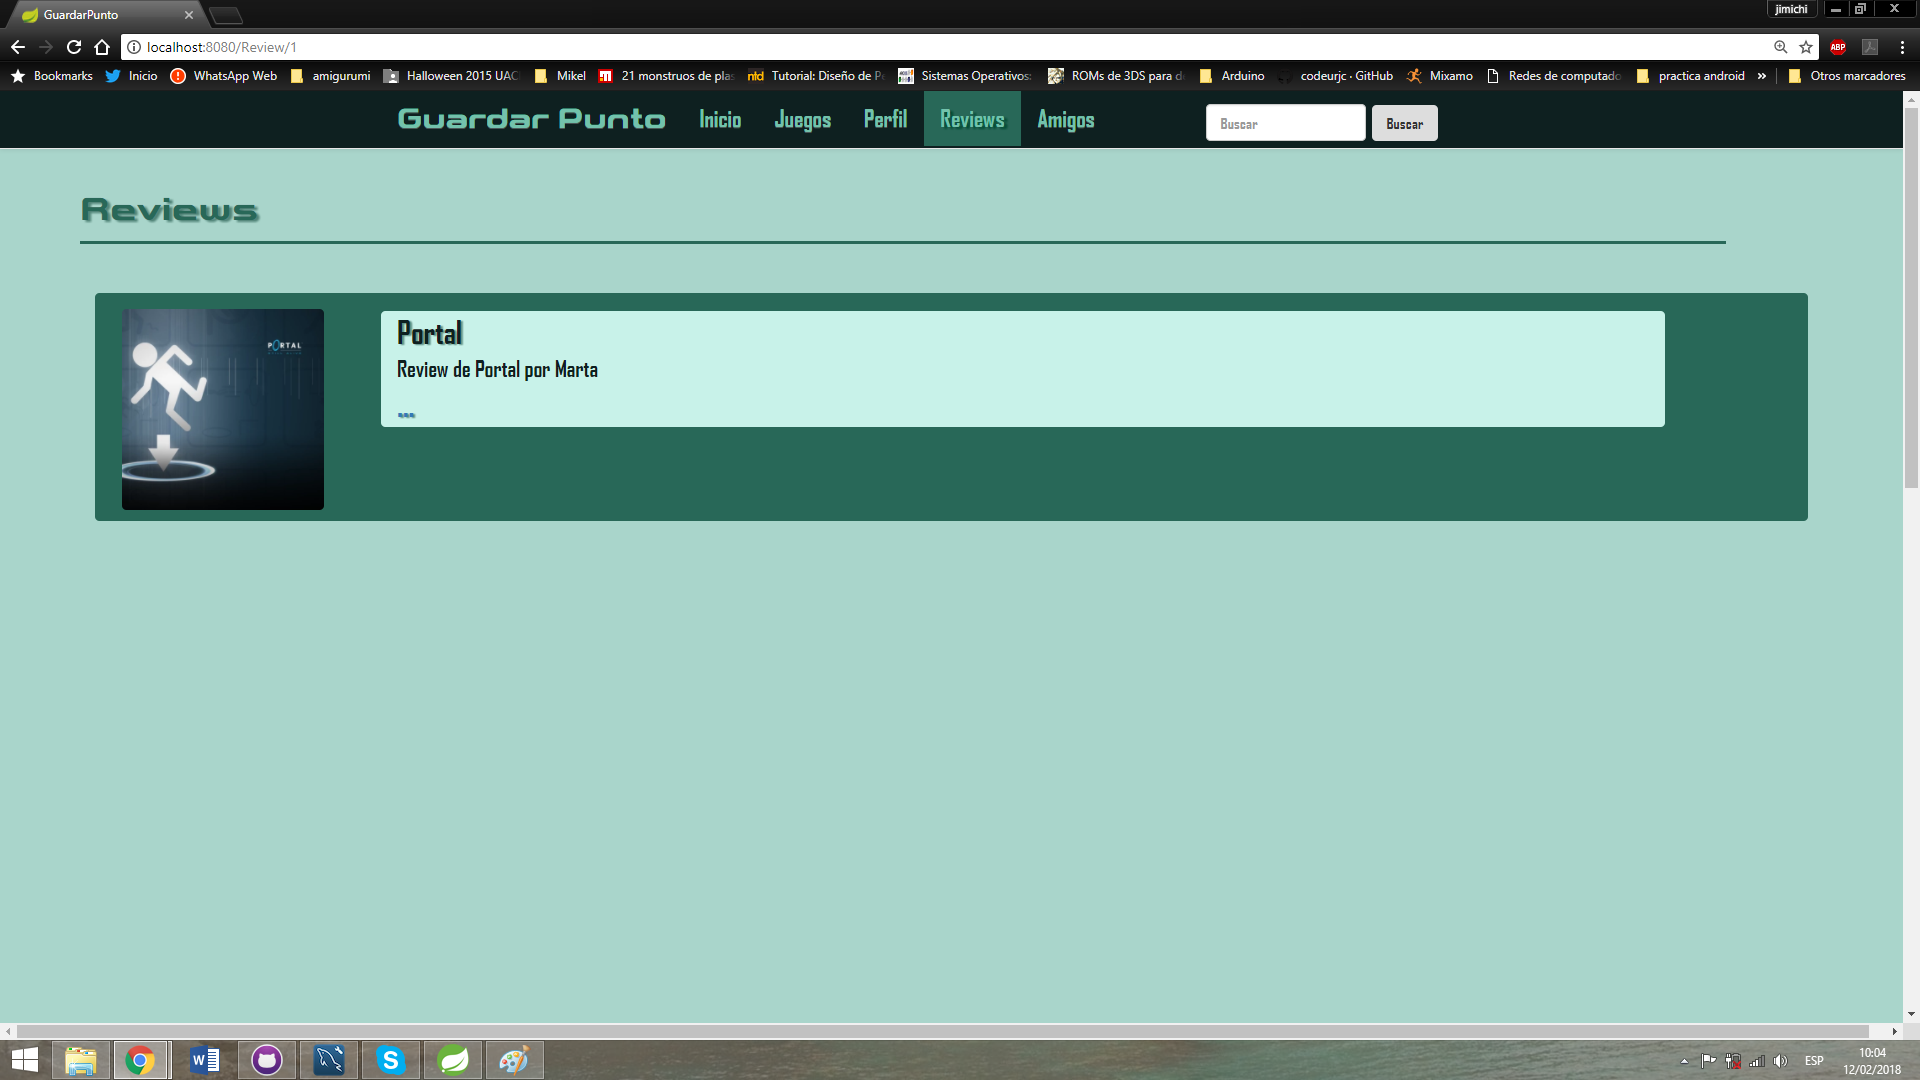 GuardarPunto
jimichi
localhost:8080/Review/1
ABP
Bookmarks Inicio WhatsApp Web amigurumi Halloween 2015 UAC Mikel 21 monstruos de pla Tutorial: Diseño de P Sistemas Operativos: ROMs de 3DS para d Arduino codeurjc · GitHub Mixamo Redes de computado practica android » Otros marcadores
Guardar Punto Inicio Juegos Perfil Reviews Amigos Buscar Buscar
Reviews
PORTAL
Portal
Review de Portal por Marta
...
ESP
10:04
12/02/2018